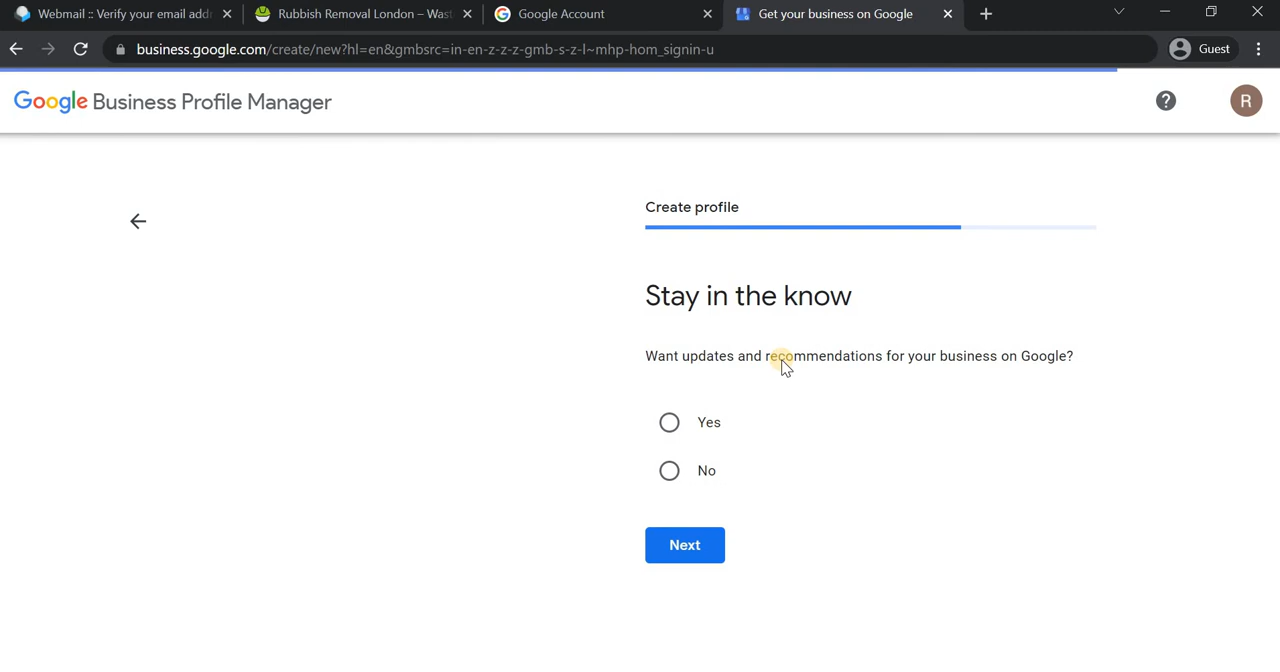 Webmail :: Verify your email addr
Rubbish Removal London – Wast
Google Account
Get your business on Google
business.google.com/create/new?hl=en&gmbsrc=in-en-z-z-z-gmb-s-z-l~mhp-hom_signin-u
Guest
Google Business Profile Manager
?
R
Create profile
Stay in the know
Want updates and recommendations for your business on Google?
Yes
No
Next